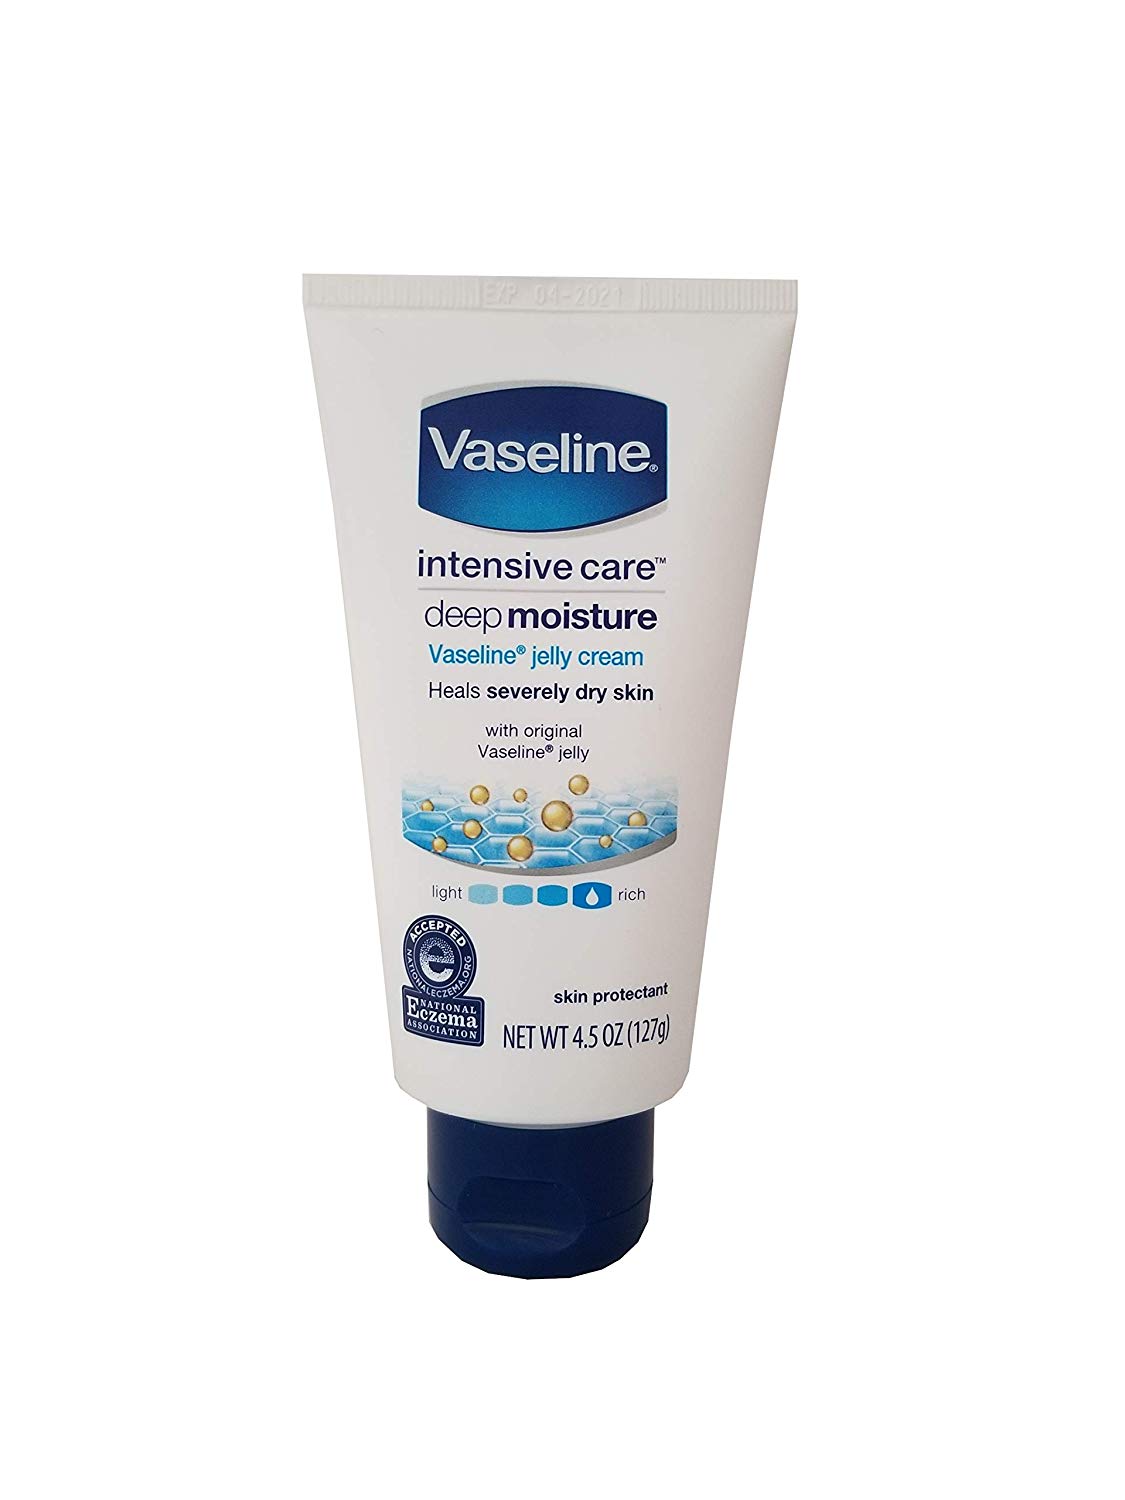 EXP 04-2021
Vaseline®
intensive care™
deep moisture
Vaseline® jelly cream
Heals severely dry skin
with original
Vaseline® jelly
light rich
ACCEPTED
e
NATIONALECZEMA.ORG
NATIONAL
Eczema
ASSOCIATION
skin protectant
NET WT 4.5 OZ (127g)